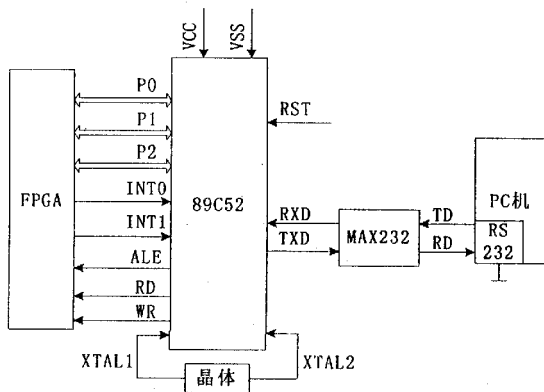 VCC
VSS
P0
P1
P2
INT0
INT1
ALE
RD
WR
FPGA
89C52
RST
RXD
TXD
MAX232
TD
RD
PC机
RS
232
XTAL1
晶体
XTAL2